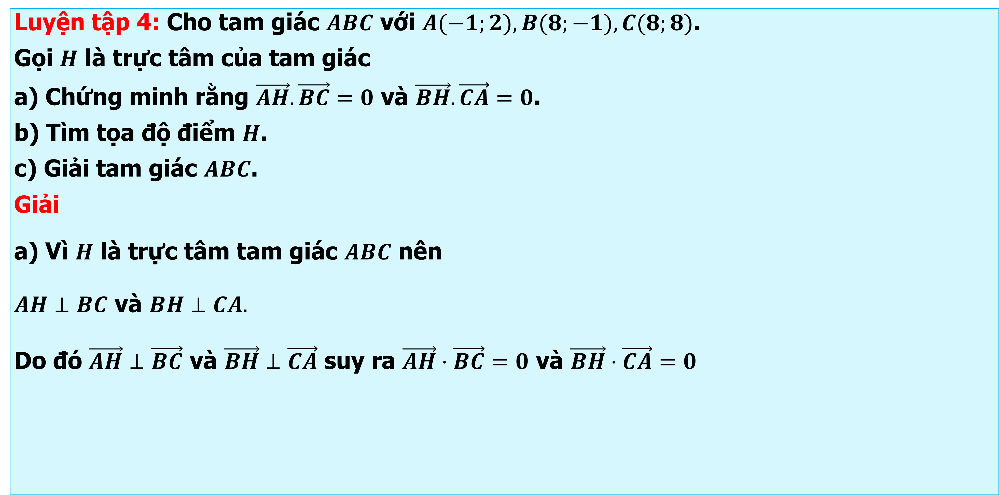 Luyện tập 4: Cho tam giác $ABC$ với $A(-1;2), B(8;-1), C(8;8)$.
Gọi $H$ là trực tâm của tam giác
a) Chứng minh rằng $\overrightarrow{AH}.\overrightarrow{BC} = 0$ và $\overrightarrow{BH}.\overrightarrow{CA} = 0$.
b) Tìm tọa độ điểm $H$.
c) Giải tam giác $ABC$.
Giải
a) Vì $H$ là trực tâm tam giác $ABC$ nên
$AH \perp BC$ và $BH \perp CA$.
Do đó $\overrightarrow{AH} \perp \overrightarrow{BC}$ và $\overrightarrow{BH} \perp \overrightarrow{CA}$ suy ra $\overrightarrow{AH} \cdot \overrightarrow{BC} = 0$ và $\overrightarrow{BH} \cdot \overrightarrow{CA} = 0$